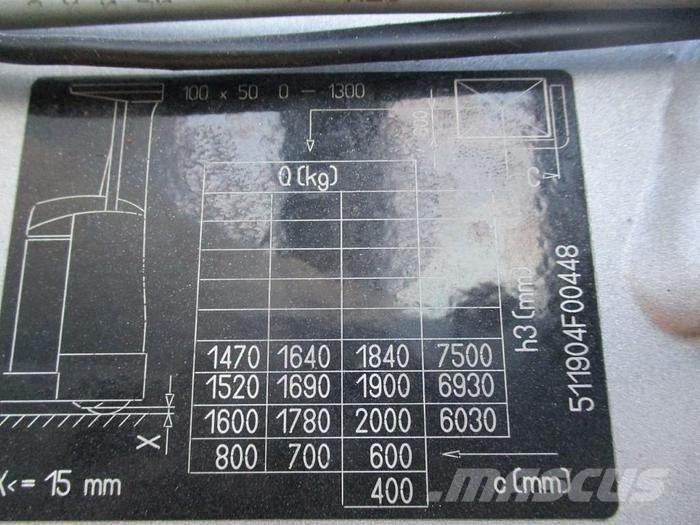 100 x 50 0 - 1300
600
Q (kg)
C
h3 (mm)
511904F00448
1470 1640 1840 7500
1520 1690 1900 6930
1600 1780 2000 6030
800 700 600
400 c (mm)
X
X<= 15 mm
MASCUS